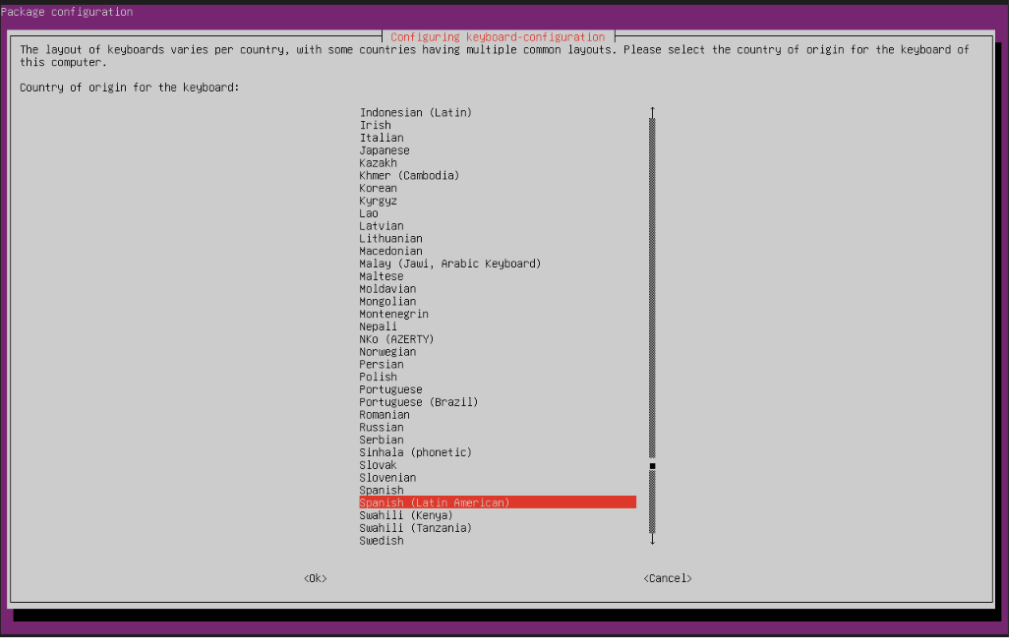 Package configuration
Configuring keyboard-configuration
The layout of keyboards varies per country, with some countries having multiple common layouts. Please select the country of origin for the keyboard of
this computer.
Country of origin for the keyboard:
Indonesian (Latin)
Irish
Italian
Japanese
Kazakh
Khmer (Cambodia)
Korean
Kyrgyz
Lao
Latvian
Lithuanian
Macedonian
Malay (Jawi, Arabic Keyboard)
Maltese
Moldavian
Mongolian
Montenegrin
Nepali
NKo (AZERTY)
Norwegian
Persian
Polish
Portuguese
Portuguese (Brazil)
Romanian
Russian
Serbian
Sinhala (phonetic)
Slovak
Slovenian
Spanish
Spanish (Latin American)
Swahili (Kenya)
Swahili (Tanzania)
Swedish
<Ok> <Cancel>